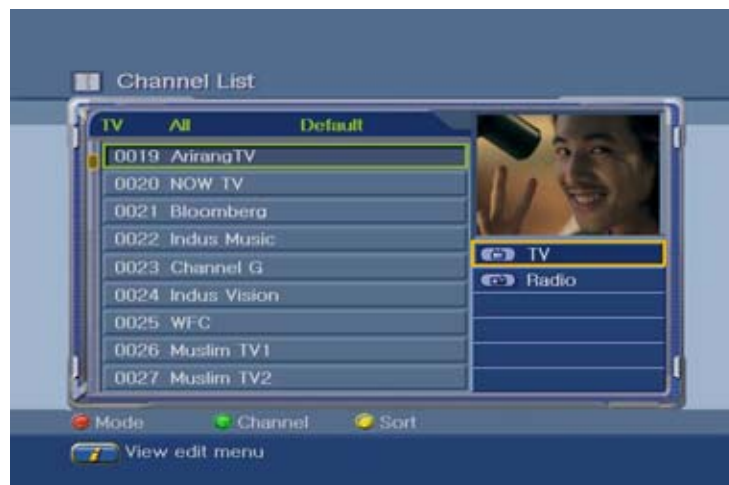 Channel List
TV All Default
0019 ArirangTV
0020 NOW TV
0021 Bloomberg
0022 Indus Music
0023 Channel G
0024 Indus Vision
0025 WFC
0026 Muslim TV1
0027 Muslim TV2
TV
Radio
Mode Channel Sort
i View edit menu